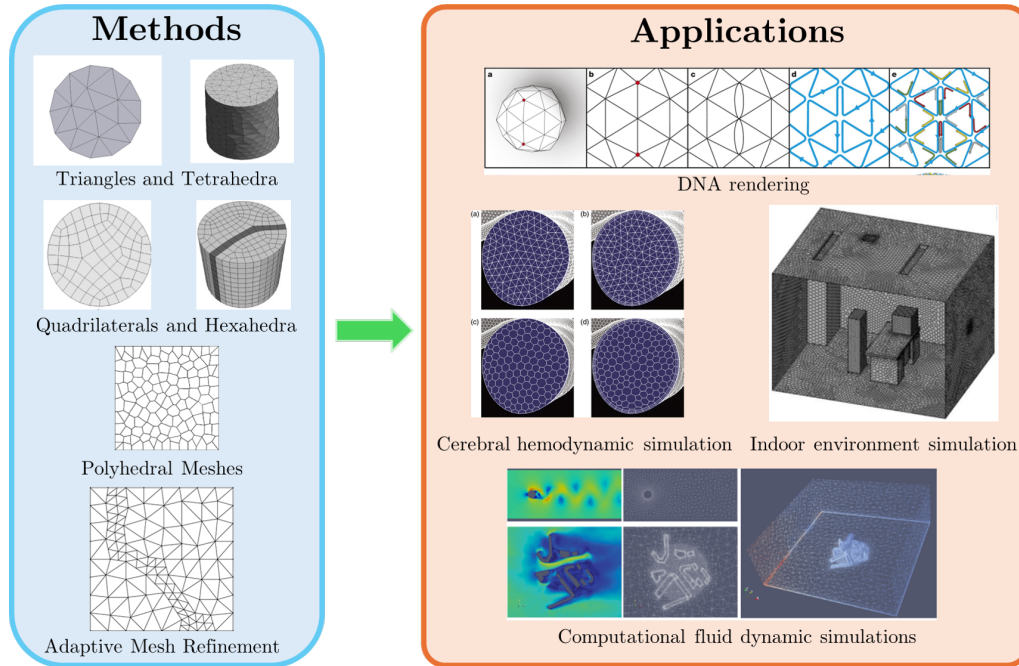 Methods
Triangles and Tetrahedra
Quadrilaterals and Hexahedra
Polyhedral Meshes
Adaptive Mesh Refinement
Applications
a b c d e
DNA rendering
(a) (b)
(c) (d)
Cerebral hemodynamic simulation
Indoor environment simulation
Computational fluid dynamic simulations